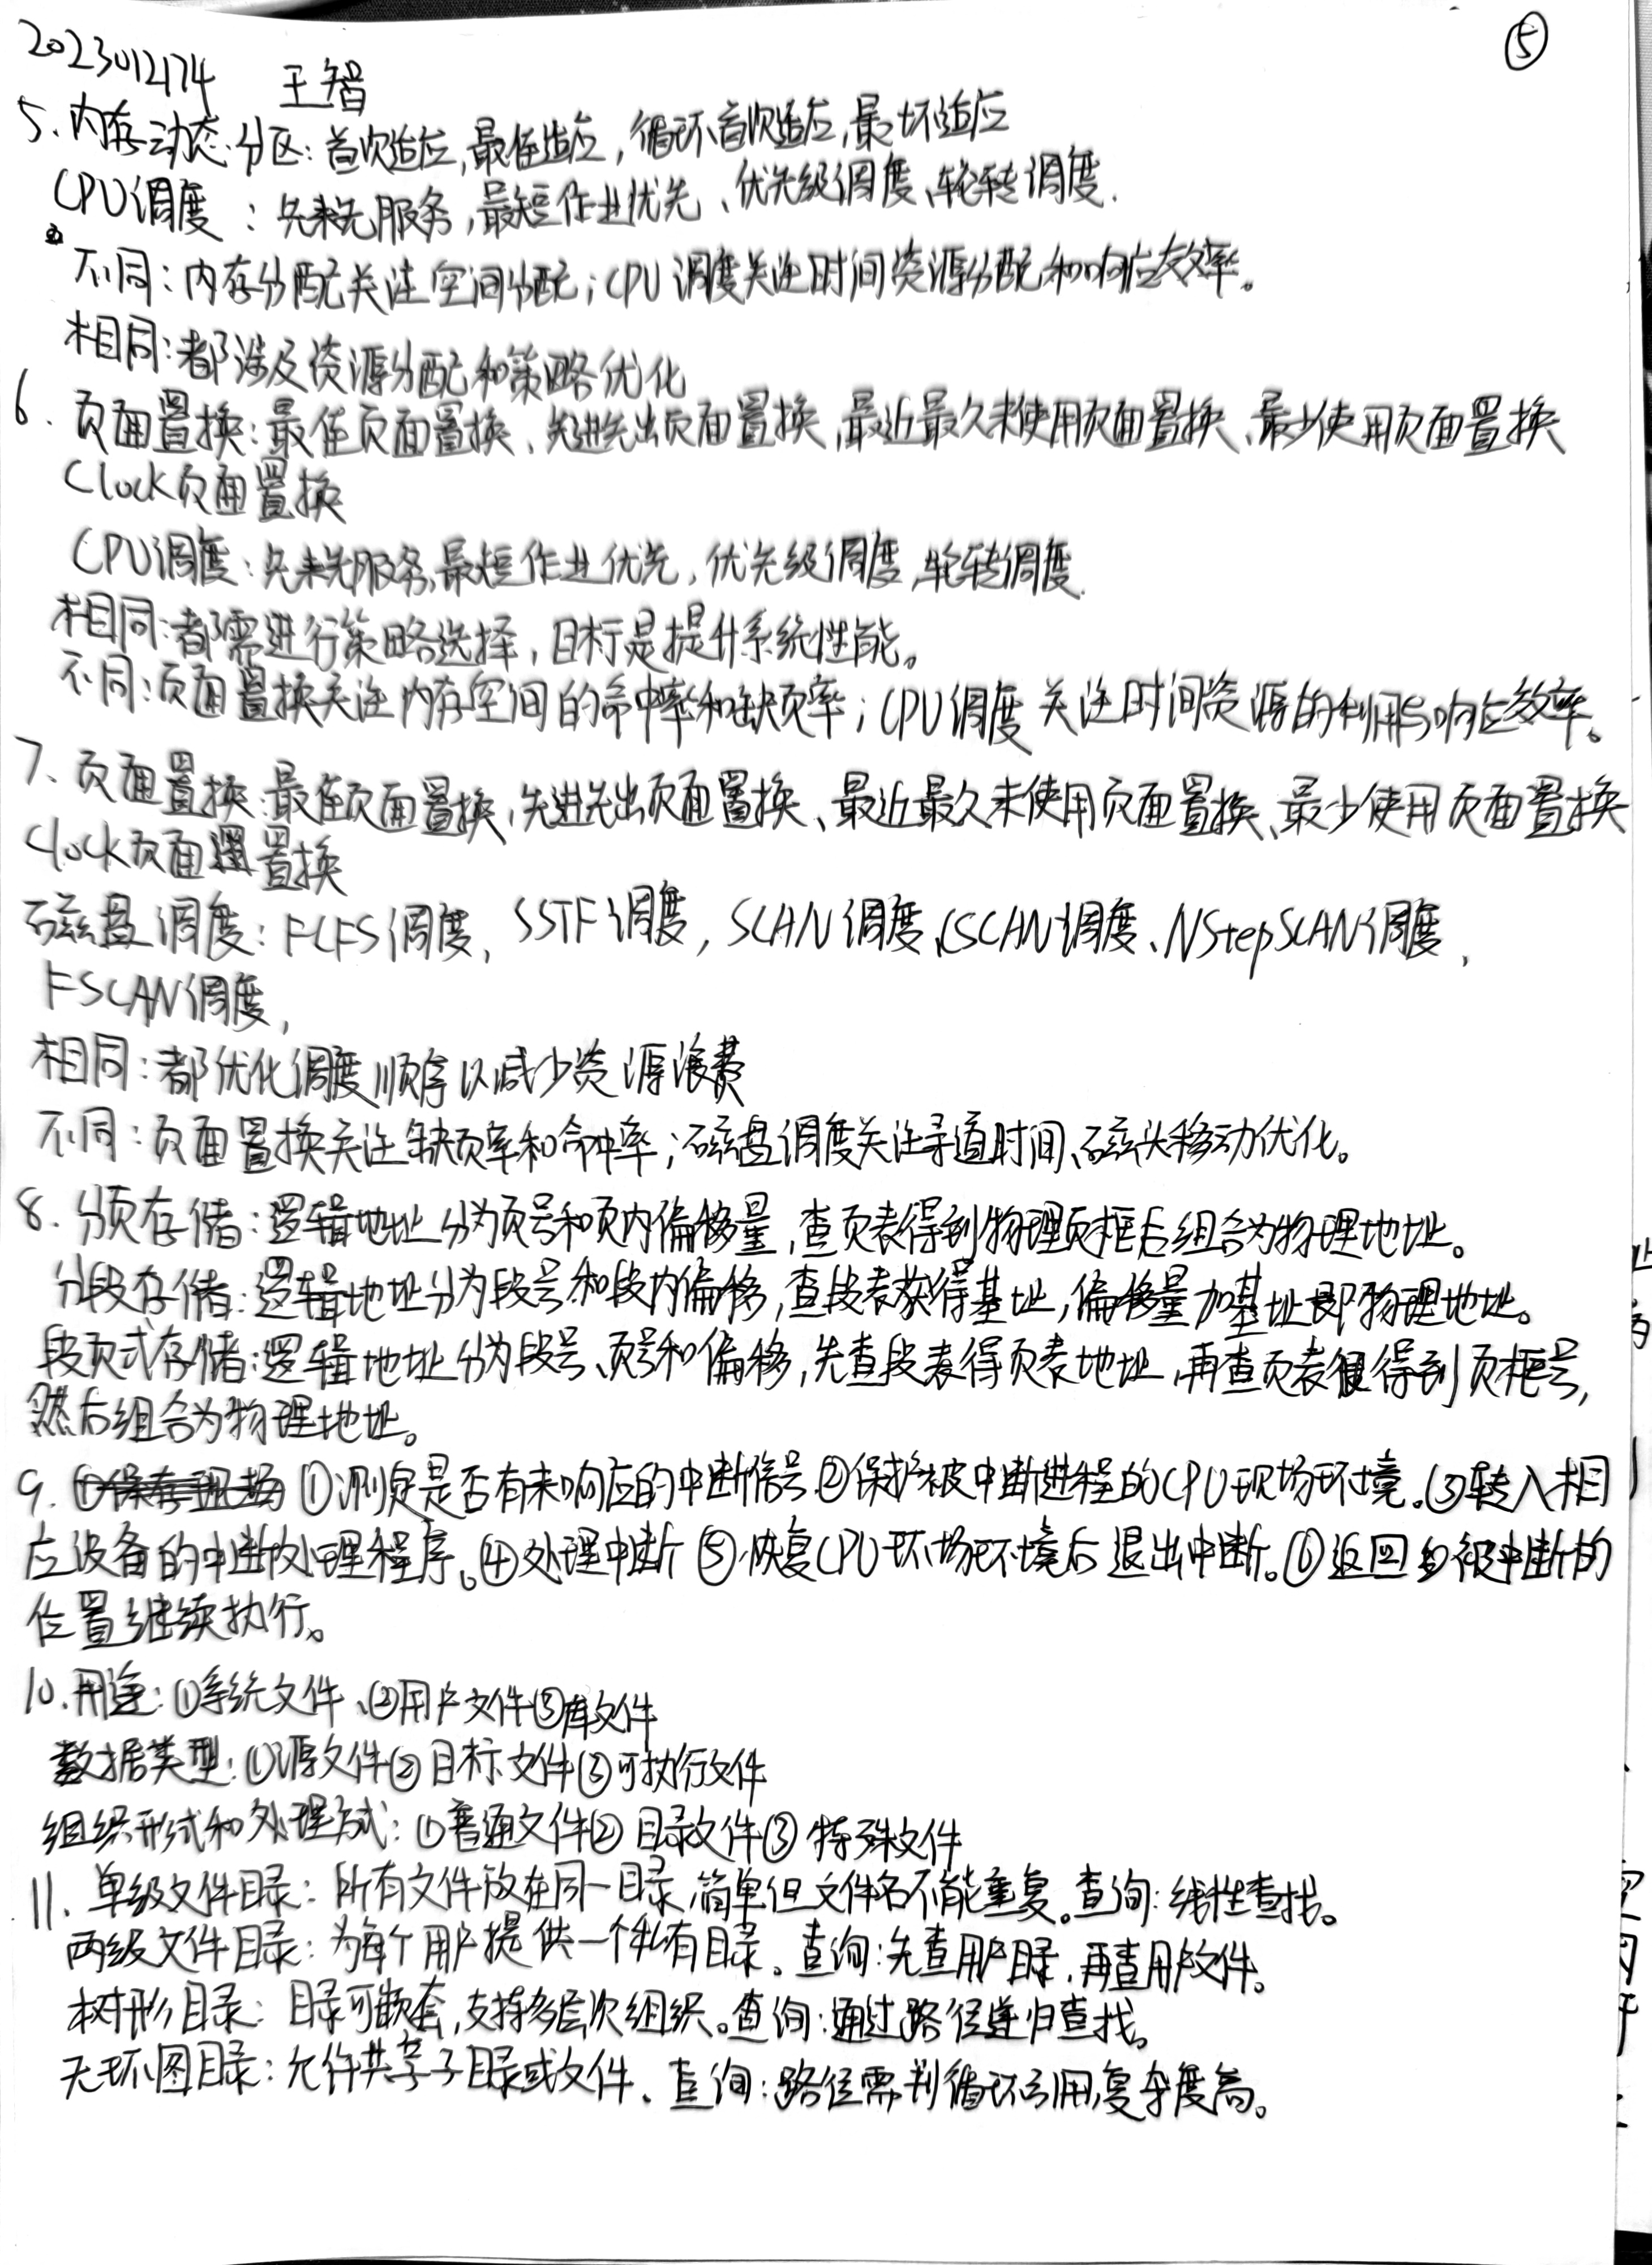 2023012174 王智
⑤
5、内存动态分区：首次适应，最佳适应，循环首次适应，最坏适应
CPU调度：先来先服务，最短作业优先、优先级调度、轮转调度.
不同：内存分配关注空间分配；CPU调度关注时间资源分配和响应效率。
相同：都涉及资源分配和策略优化
6、页面置换：最佳页面置换、先进先出页面置换、最近最久未使用页面置换、最少使用页面置换
Clock页面置换
CPU调度：先来先服务、最短作业优先，优先级调度，轮转调度.
相同：都需进行策略选择，目标是提升系统性能。
不同：页面置换关注内存空间的命中率和缺页率；CPU调度关注时间资源的利用与响应效率。
7、页面置换：最佳页面置换，先进先出页面置换、最近最久未使用页面置换、最少使用页面置换
Clock页面置换
磁盘调度：FCFS调度，SSTF调度，SCAN调度、CSCAN调度、NStepSCAN调度，
FSCAN调度，
相同：都优化调度顺序以减少资源浪费
不同：页面置换关注缺页率和命中率；磁盘调度关注寻道时间、磁头移动优化。
8. 分页存储：逻辑地址分为页号和页内偏移量，查页表得到物理页框后组合为物理地址。
分段存储：逻辑地址分为段号和段内偏移，查段表获得基址，偏移量加基址即物理地址。
段页式存储：逻辑地址分为段号、页号和偏移，先查段表得页表地址，再查页表得到页框号，
然后组合为物理地址。
9. ①保存现场 ①测定是否有未响应的中断信号②保护被中断进程的CPU现场环境。③转入相
应设备的中断处理程序。④处理中断 ⑤恢复CPU环场环境后退出中断。⑥返回到被中断的
位置继续执行。
10. 用途：①系统文件、②用户文件③库文件
数据类型：①源文件②目标文件③可执行文件
组织形式和处理方式：①普通文件②目录文件③特殊文件
11. 单级文件目录：所有文件放在同一目录，简单但文件名不能重复。查询：线性查找。
两级文件目录：为每个用户提供一个私有目录。查询：先查用户目录，再查用户文件。
树形目录：目录可嵌套，支持多层次组织。查询：通过路径递归查找。
无环图目录：允许共享子目录或文件、查询：路径需判循环引用，复杂度高。